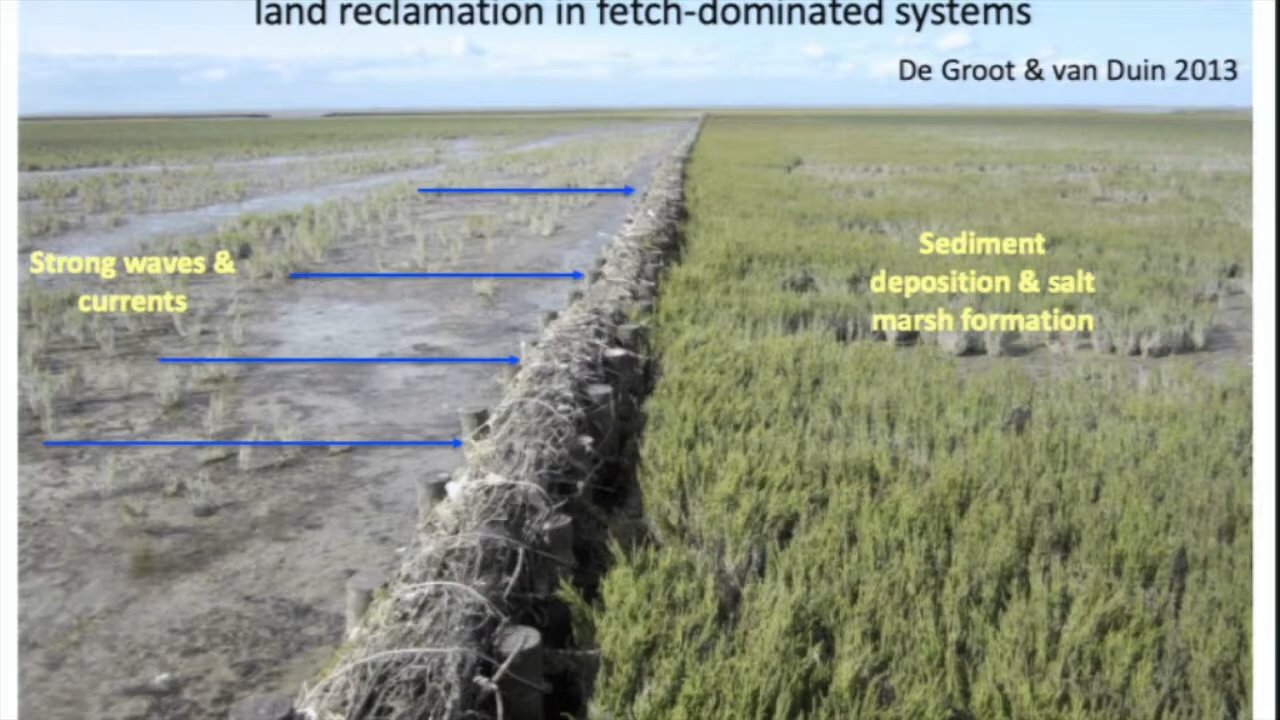 land reclamation in fetch-dominated systems
De Groot & van Duin 2013
Strong waves &
currents
Sediment
deposition & salt
marsh formation